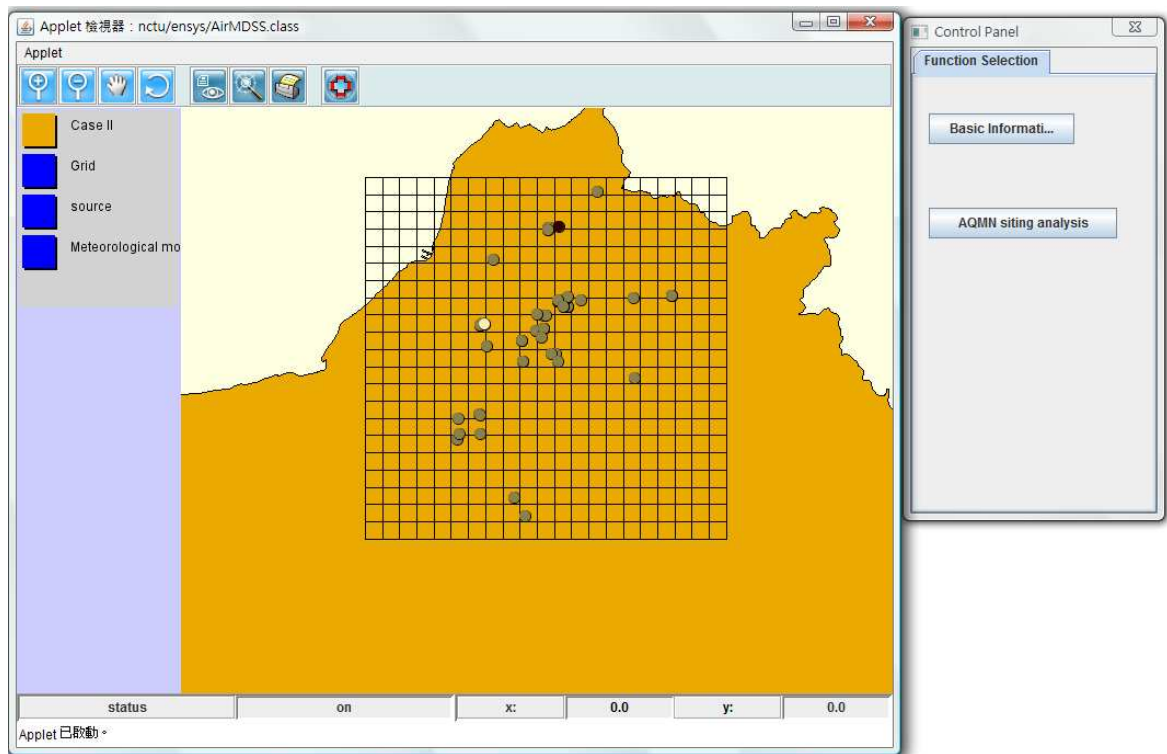 Applet 檢視器：nctu/ensys/AirMDSS.class
Applet
Case II
Grid
source
Meteorological mo
status
on
x:
0.0
y:
0.0
Applet 已啟動。
Control Panel
Function Selection
Basic Informati...
AQMN siting analysis